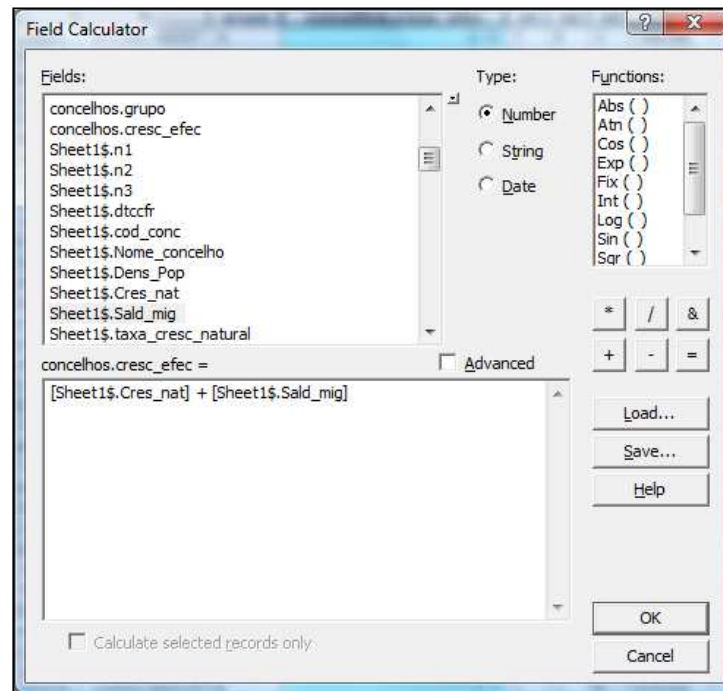 Field Calculator
Fields:
concelhos.grupo
concelhos.cresc_efec
Sheet1$.n1
Sheet1$.n2
Sheet1$.n3
Sheet1$.dtccfr
Sheet1$.cod_conc
Sheet1$.Nome_concelho
Sheet1$.Dens_Pop
Sheet1$.Cres_nat
Sheet1$.Sald_mig
Sheet1$.taxa_cresc_natural
Type:
Number
String
Date
Functions:
Abs ( )
Atn ( )
Cos ( )
Exp ( )
Fix ( )
Int ( )
Log ( )
Sin ( )
Sqr ( )
* / &
+ - =
concelhos.cresc_efec =
Advanced
[Sheet1$.Cres_nat] + [Sheet1$.Sald_mig]
Load...
Save...
Help
Calculate selected records only
OK
Cancel